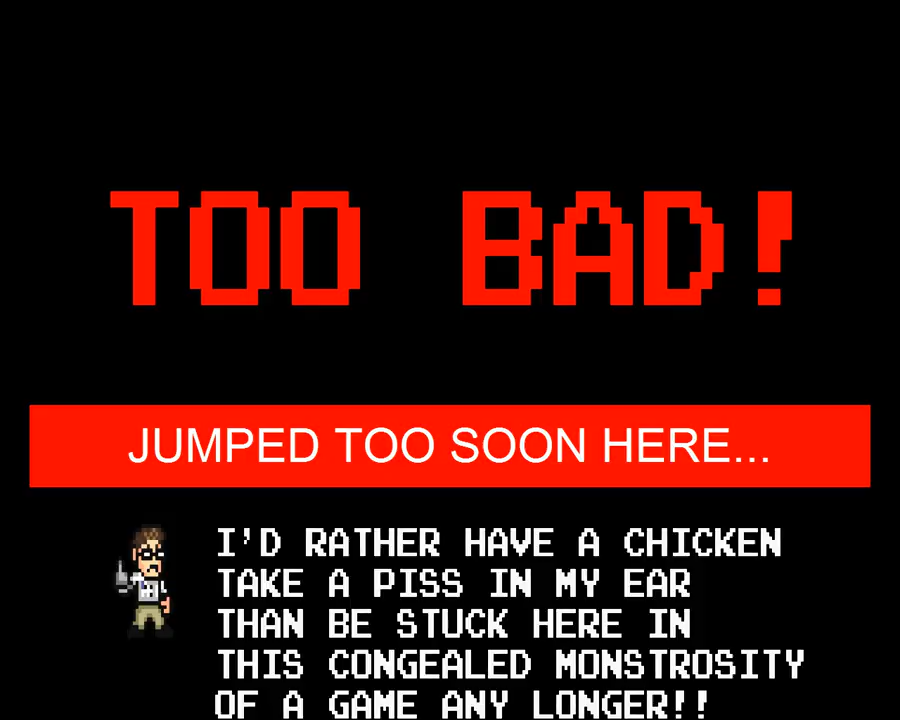 TOO BAD!
JUMPED TOO SOON HERE...
I'D RATHER HAVE A CHICKEN
TAKE A PISS IN MY EAR
THAN BE STUCK HERE IN
THIS CONGEALED MONSTROSITY
OF A GAME ANY LONGER!!